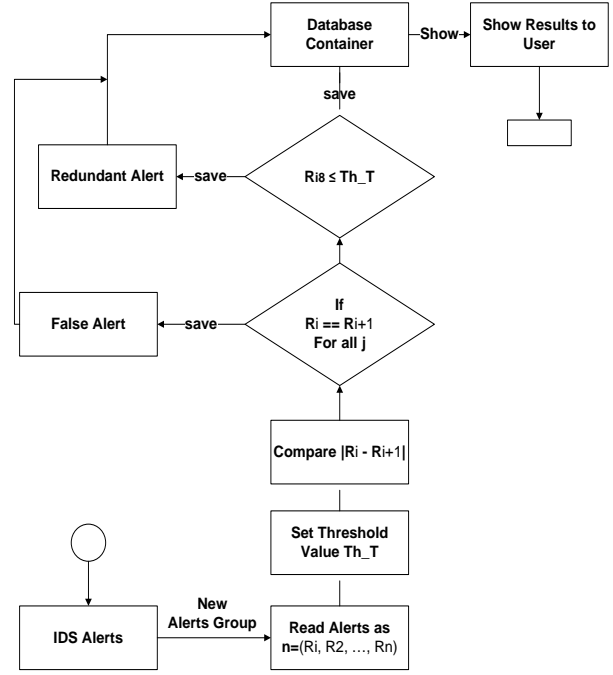 Database
Container
Show
Show Results to
User
save
Redundant Alert
save
Ri8 ≤ Th_T
False Alert
save
If
Ri == Ri+1
For all j
Compare |Ri - Ri+1|
Set Threshold
Value Th_T
IDS Alerts
New
Alerts Group
Read Alerts as
n=(Ri, R2, …, Rn)